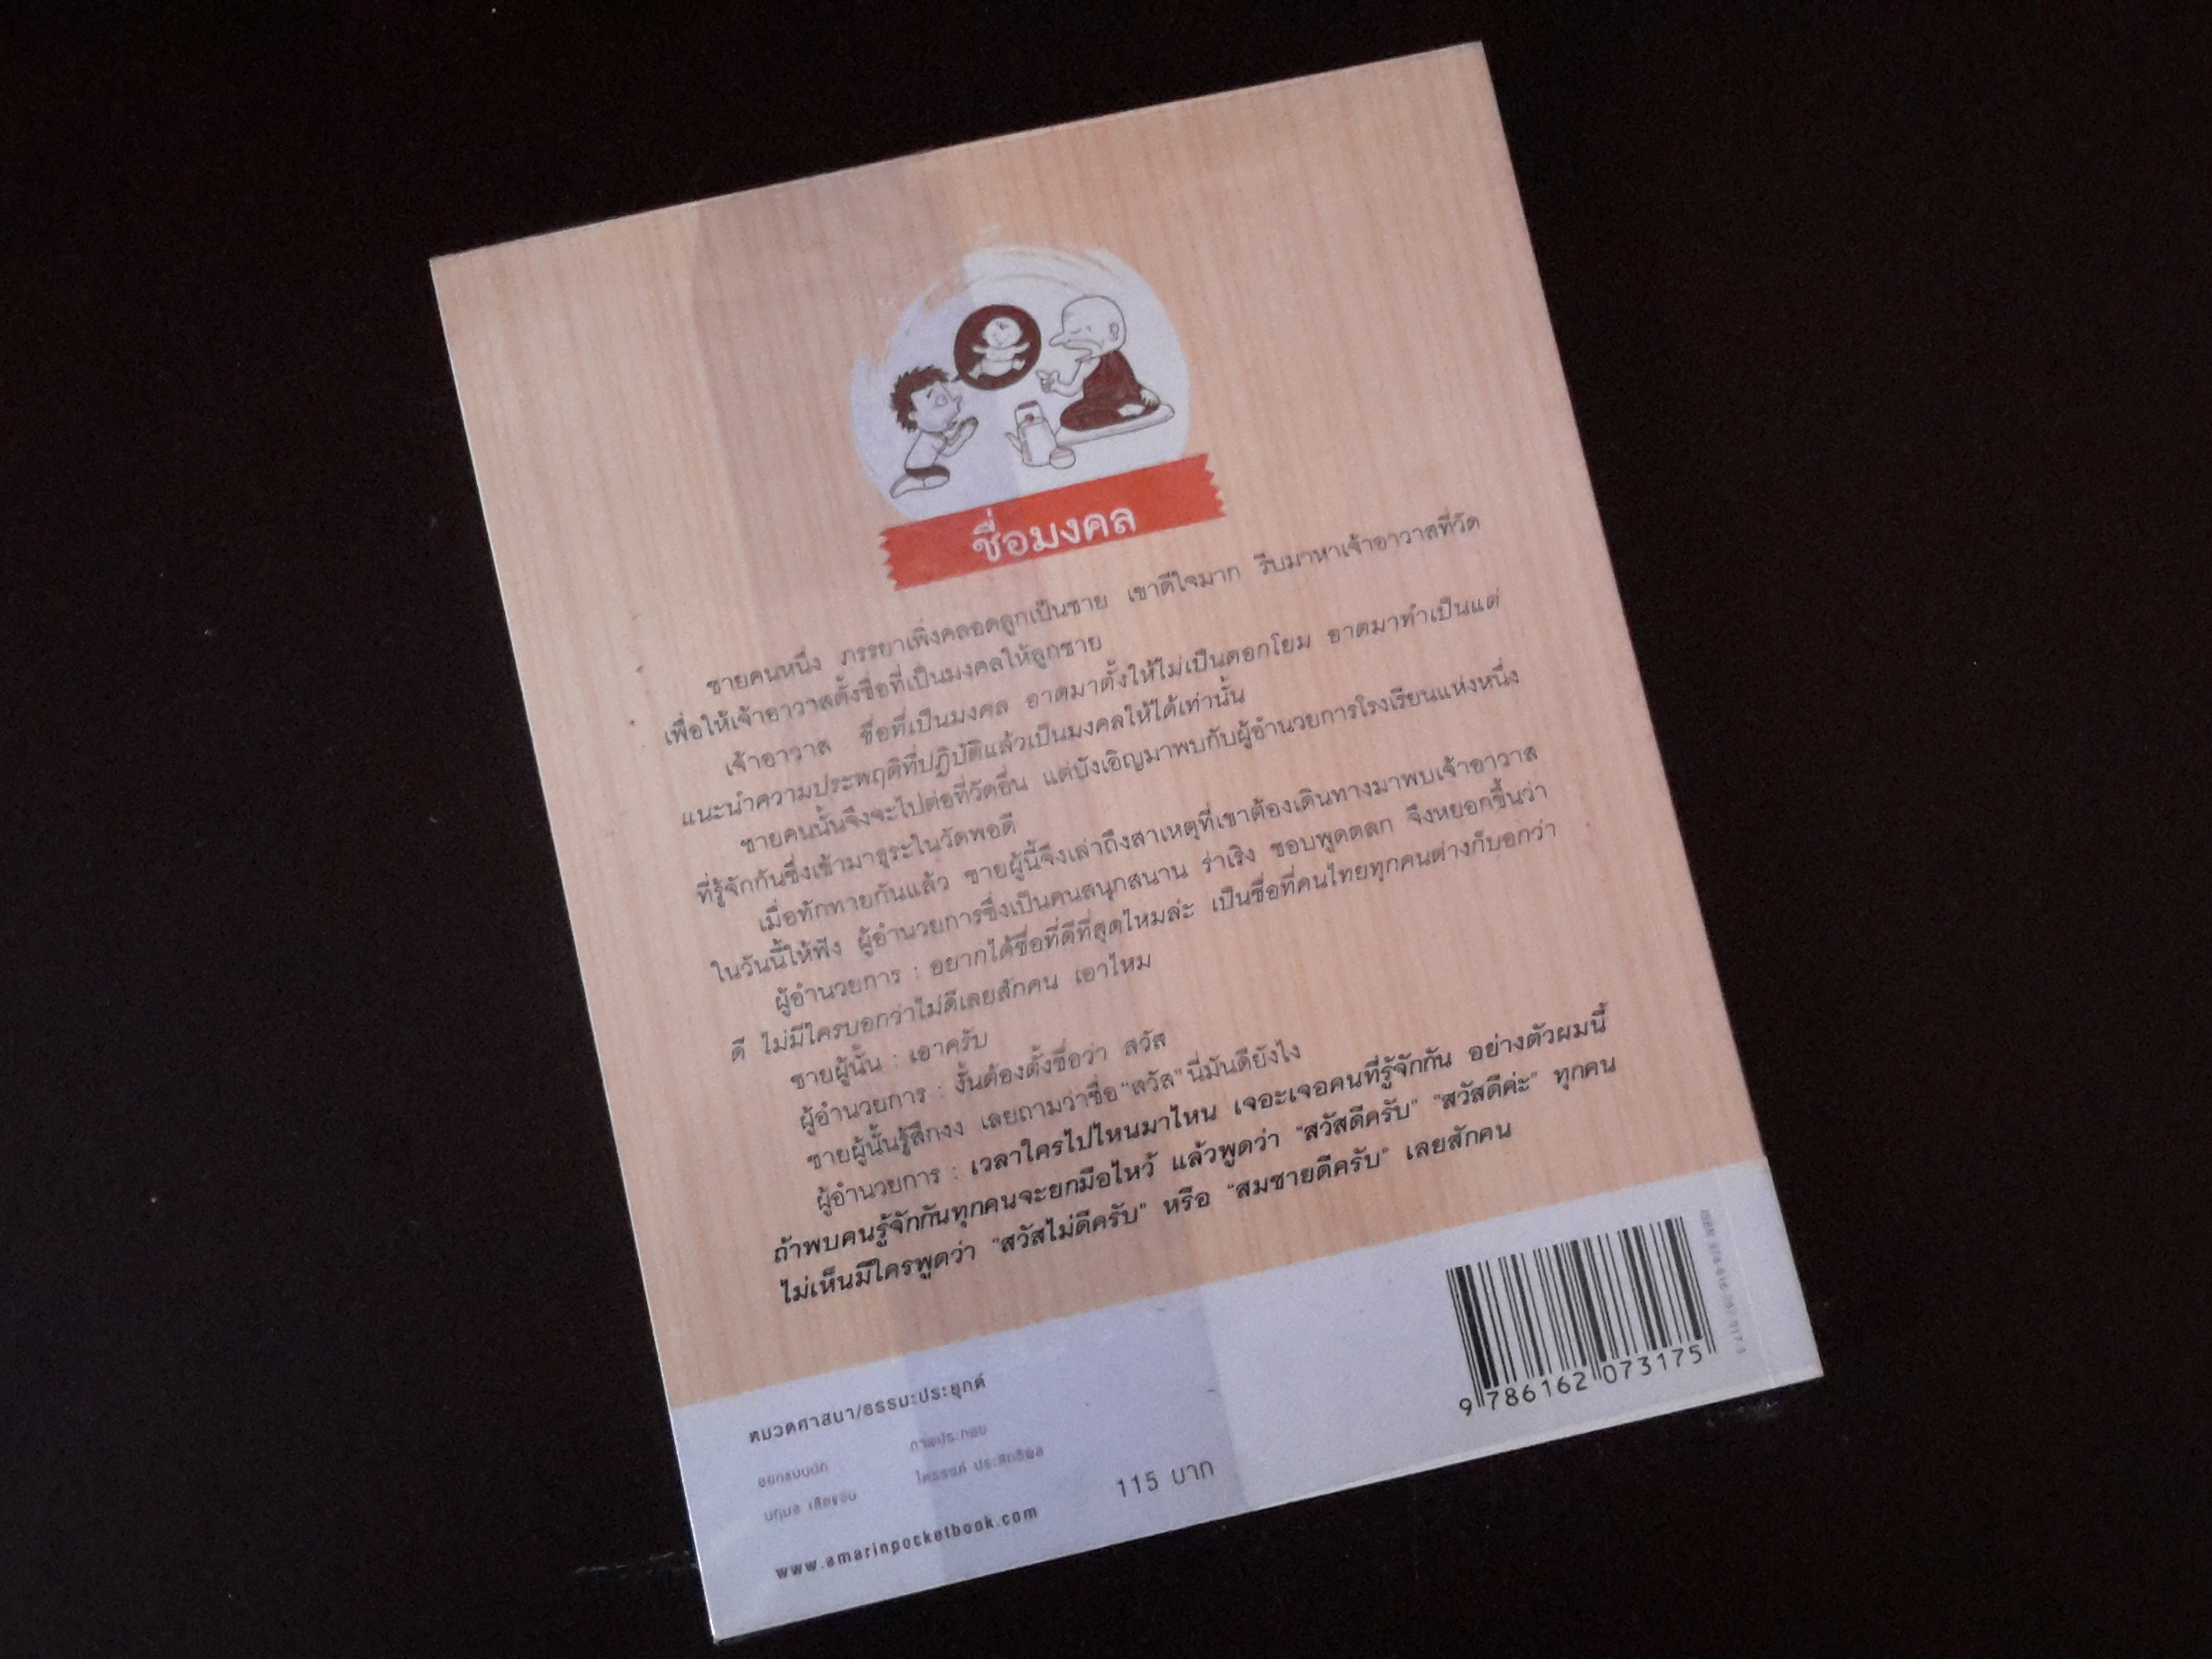 ชื่อมงคล
ชายคนหนึ่ง ภรรยาเพิ่งคลอดลูกเป็นชาย เขาดีใจมาก รีบมาหาเจ้าอาวาสที่วัด
เพื่อให้เจ้าอาวาสตั้งชื่อที่เป็นมงคลให้ลูกชาย
เจ้าอาวาส ชื่อที่เป็นมงคล อาตมาตั้งให้ไม่เป็นดอกโยม อาตมาทำเป็นแต่
แนะนำความประพฤติที่ปฏิบัติแล้วเป็นมงคลให้ได้เท่านั้น
ชายคนนั้นจึงจะไปต่อที่วัดอื่น แต่บังเอิญมาพบกับผู้อำนวยการโรงเรียนแห่งหนึ่ง
ที่รู้จักกันซึ่งเข้ามาธุระในวัดพอดี
เมื่อทักทายกันแล้ว ชายผู้นี้จึงเล่าถึงสาเหตุที่เขาต้องเดินทางมาพบเจ้าอาวาส
ในวันนี้ให้ฟัง ผู้อำนวยการซึ่งเป็นคนสนุกสนาน ร่าเริง ชอบพูดตลก จึงหยอกขึ้นว่า
ผู้อำนวยการ : อยากได้ชื่อที่ดีที่สุดไหมล่ะ เป็นชื่อที่คนไทยทุกคนต่างก็บอกว่า
ดี ไม่มีใครบอกว่าไม่ดีเลยสักคน เอาไหม
ชายผู้นั้น : เอาครับ
ผู้อำนวยการ : งั้นต้องตั้งชื่อว่า สวัส
ชายผู้นั้นรู้สึกงง เลยถามว่าชื่อ "สวัส" นี่มันดียังไง
ผู้อำนวยการ : เวลาใครไปไหนมาไหน เจอะเจอคนที่รู้จักกัน อย่างตัวผมนี้
ถ้าพบคนรู้จักกันทุกคนจะยกมือไหว้ แล้วพูดว่า "สวัสดีครับ" "สวัสดีค่ะ" ทุกคน
ไม่เห็นมีใครพูดว่า "สวัสไม่ดีครับ" หรือ "สมชายดีครับ" เลยสักคน
หมวดศาสนา/ธรรมะประยุกต์
ออกแบบปก
ภาพประกอบ
ไตรรงค์ ประสิทธิผล
www.amarinpocketbook.com
115 บาท
9 786162 073175